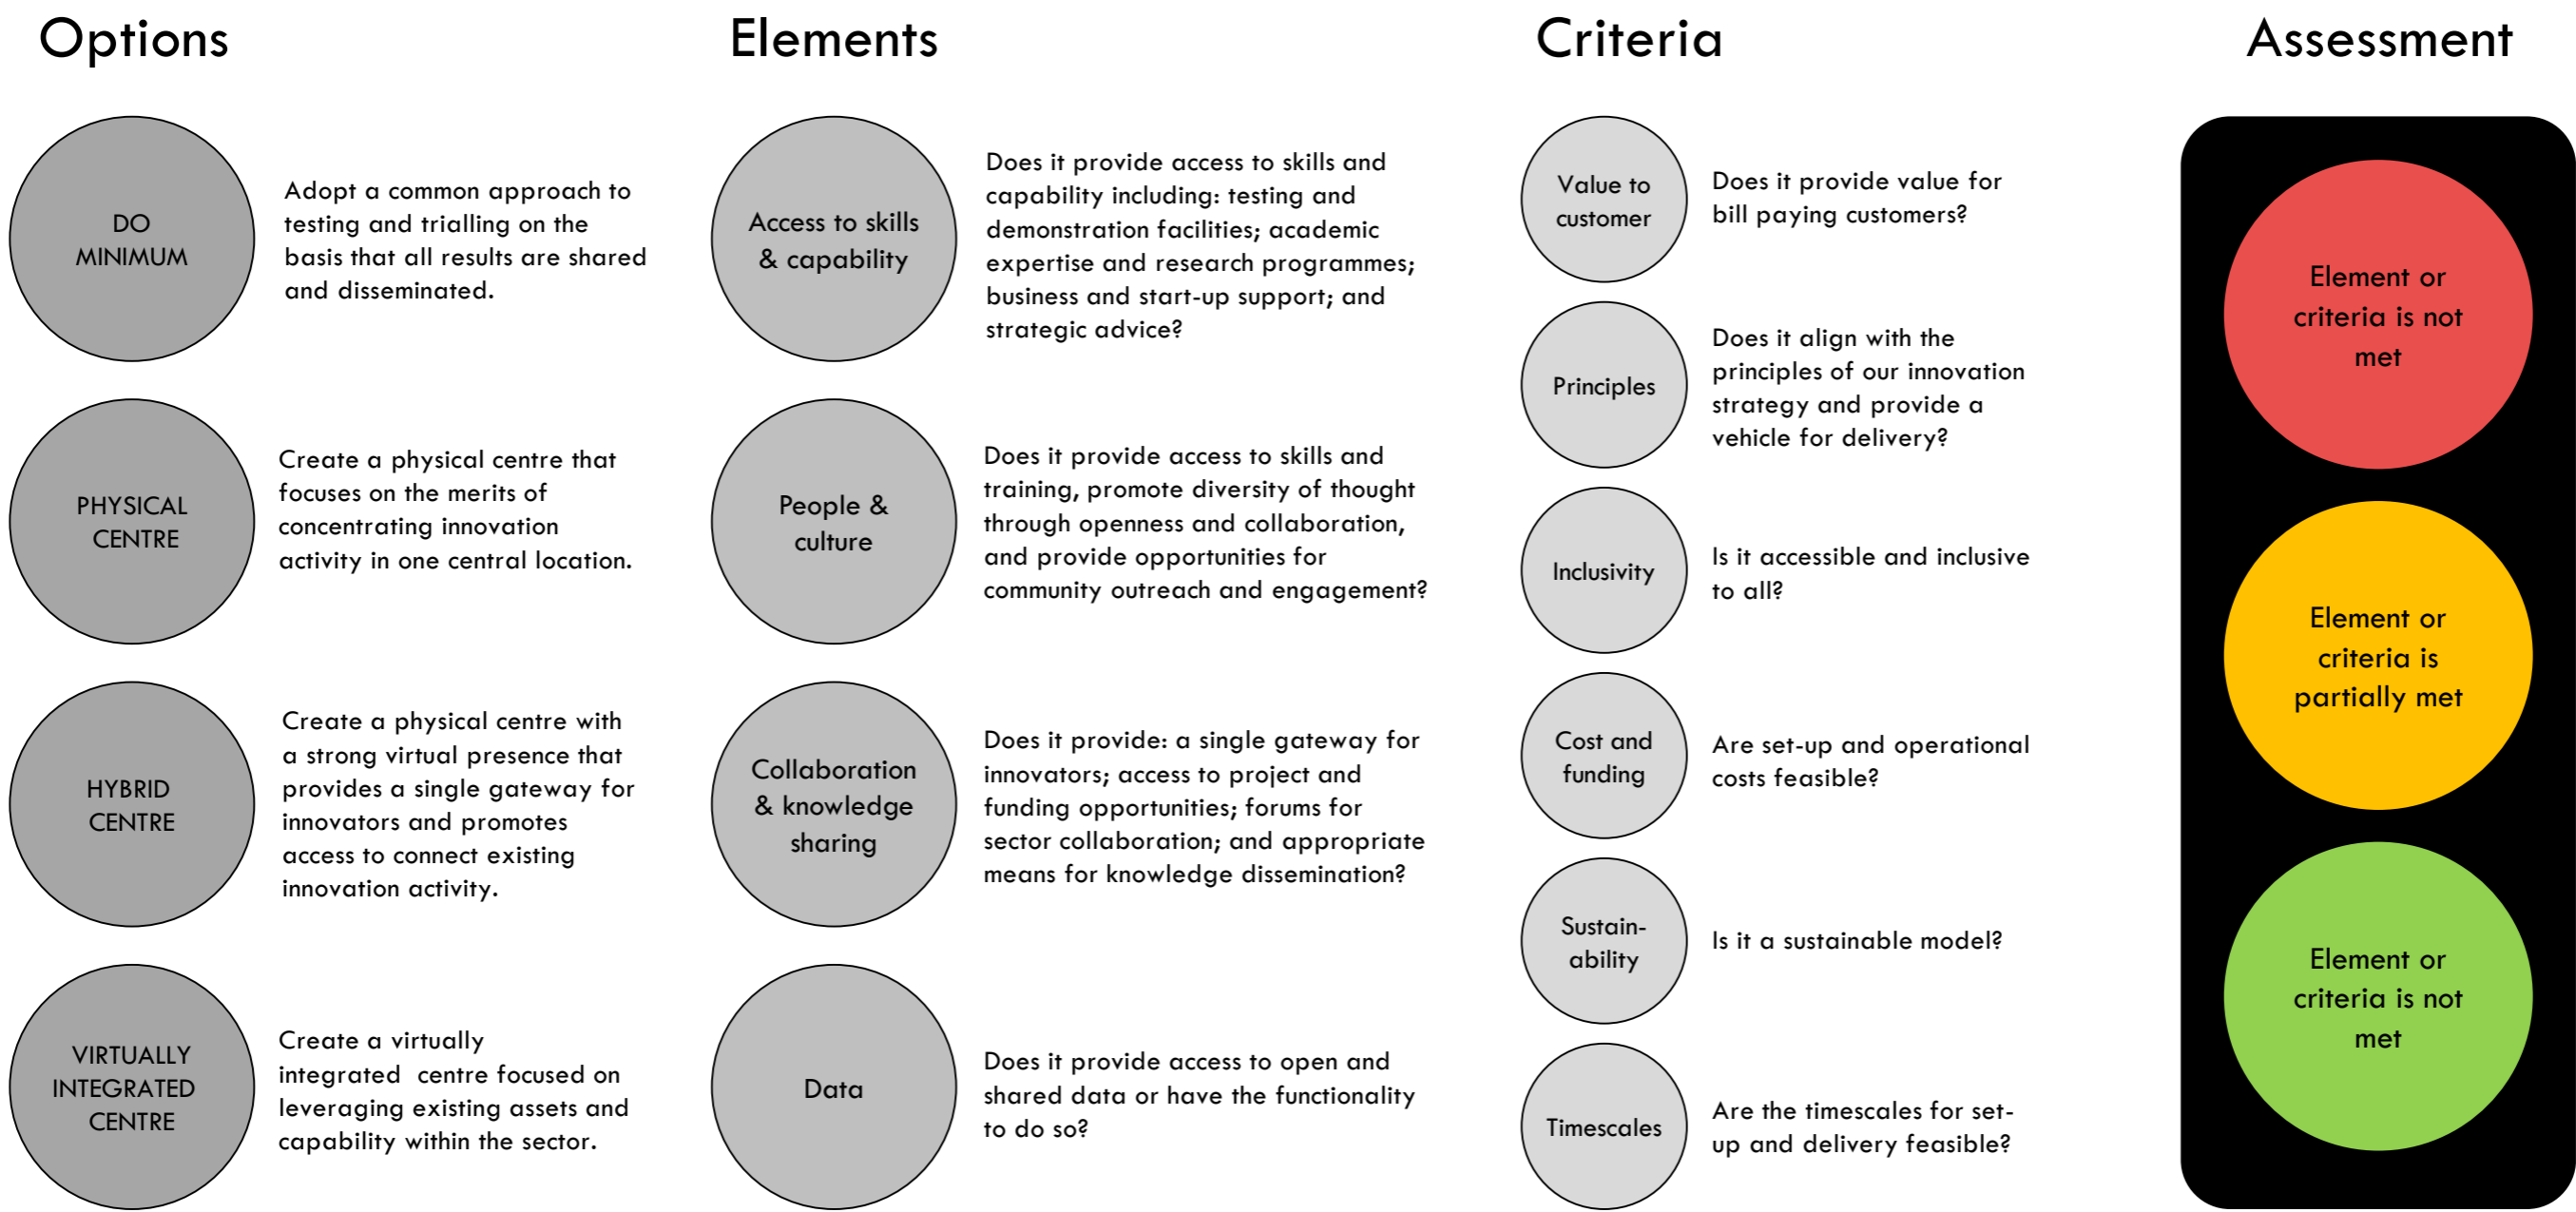 Options
Elements
Criteria
Assessment
DO
MINIMUM
Adopt a common approach to
testing and trialling on the
basis that all results are shared
and disseminated.
PHYSICAL
CENTRE
Create a physical centre that
focuses on the merits of
concentrating innovation
activity in one central location.
HYBRID
CENTRE
Create a physical centre with
a strong virtual presence that
provides a single gateway for
innovators and promotes
access to connect existing
innovation activity.
VIRTUALLY
INTEGRATED
CENTRE
Create a virtually
integrated  centre focused on
leveraging existing assets and
capability within the sector.
Access to skills
& capability
Does it provide access to skills and
capability including: testing and
demonstration facilities; academic
expertise and research programmes;
business and start-up support; and
strategic advice?
People &
culture
Does it provide access to skills and
training, promote diversity of thought
through openness and collaboration,
and provide opportunities for
community outreach and engagement?
Collaboration
& knowledge
sharing
Does it provide: a single gateway for
innovators; access to project and
funding opportunities; forums for
sector collaboration; and appropriate
means for knowledge dissemination?
Data
Does it provide access to open and
shared data or have the functionality
to do so?
Value to
customer
Does it provide value for
bill paying customers?
Principles
Does it align with the
principles of our innovation
strategy and provide a
vehicle for delivery?
Inclusivity
Is it accessible and inclusive
to all?
Cost and
funding
Are set-up and operational
costs feasible?
Sustain-
ability
Is it a sustainable model?
Timescales
Are the timescales for set-
up and delivery feasible?
Element or
criteria is not
met
Element or
criteria is
partially met
Element or
criteria is not
met